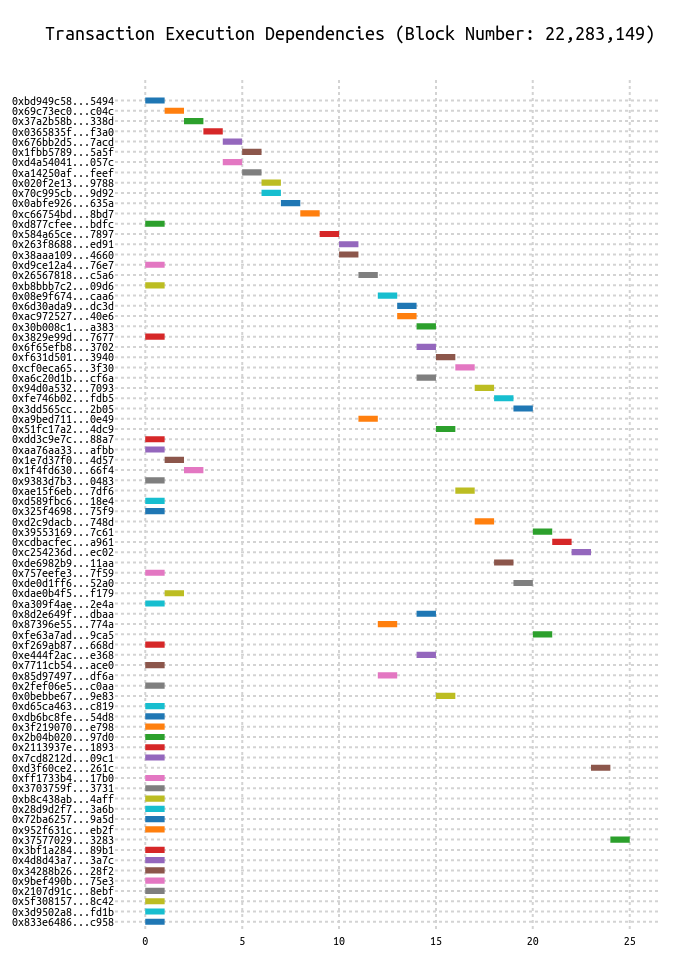 Transaction Execution Dependencies (Block Number: 22,283,149)
0xbd949c58...5494
0x69c73ec0...c04c
0x37a2b58b...338d
0x0365835f...f3a0
0x676bb2d5...7acd
0x1fbb5789...5a5f
0xd4a54041...057c
0xa14250af...feef
0x020f2e13...9788
0x70c995cb...9d92
0x0abfe926...635a
0xc66754bd...8bd7
0xd877cfee...bdfc
0x584a65ce...7897
0x263f8688...ed91
0x38aaa109...4660
0xd9ce12a4...76e7
0x26567818...c5a6
0xb8bbb7c2...09d6
0x08e9f674...caa6
0x6d30ada9...dc3d
0xac972527...40e6
0x30b008c1...a383
0x3829e99d...7677
0x6f65efb8...3702
0xf631d501...3940
0xcf0eca65...3f30
0xa6c20d1b...cf6a
0x94d0a532...7093
0xfe746b02...fdb5
0x3dd565cc...2b05
0xa9bed711...0e49
0x51fc17a2...4dc9
0xdd3c9e7c...88a7
0xaa76aa33...afbb
0x1e7d37f0...4d57
0x1f4fd630...66f4
0x9383d7b3...0483
0xae15f6eb...7df6
0xd589fbc6...18e4
0x325f4698...75f9
0xd2c9dacb...748d
0x39553169...7c61
0xcdbacfec...a961
0xc254236d...ec02
0xde6982b9...11aa
0x757eefe3...7f59
0xde0d1ff6...52a0
0xdae0b4f5...f179
0xa309f4ae...2e4a
0x8d2e649f...dbaa
0x87396e55...774a
0xfe63a7ad...9ca5
0xf269ab87...668d
0xe444f2ac...e368
0x7711cb54...ace0
0x85d97497...df6a
0x2fef06e5...c0aa
0x0bebbe67...9e83
0xd65ca463...c819
0xdb6bc8fe...54d8
0x3f219070...e798
0x2b04b020...97d0
0x2113937e...1893
0x7cd8212d...09c1
0xd3f60ce2...261c
0xff1733b4...17b0
0x3703759f...3731
0xb8c438ab...4aff
0x28d9d2f7...3a6b
0x72ba6257...9a5d
0x952f631c...eb2f
0x37577029...3283
0x3bf1a284...89b1
0x4d8d43a7...3a7c
0x34288b26...28f2
0x9bef490b...75e3
0x2107d91c...8ebf
0x5f308157...8c42
0x3d9502a8...fd1b
0x833e6486...c958
0 5 10 15 20 25